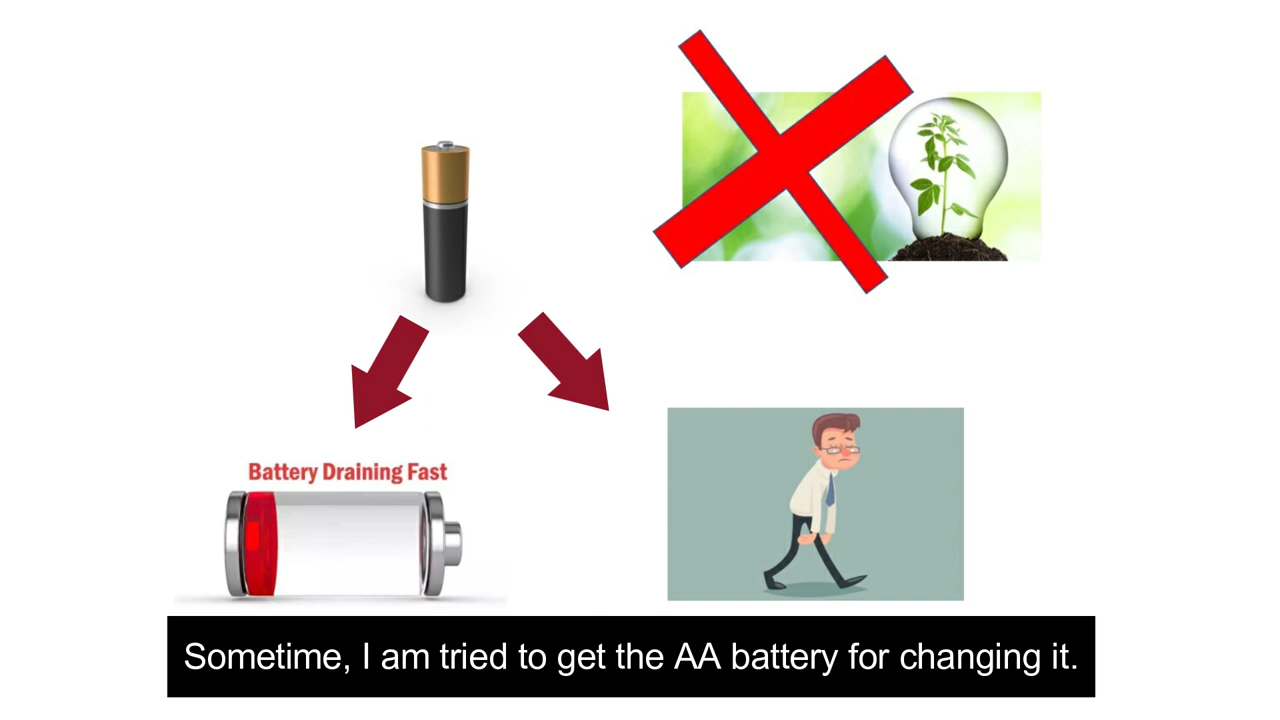 Battery Draining Fast
Sometime, I am tried to get the AA battery for changing it.